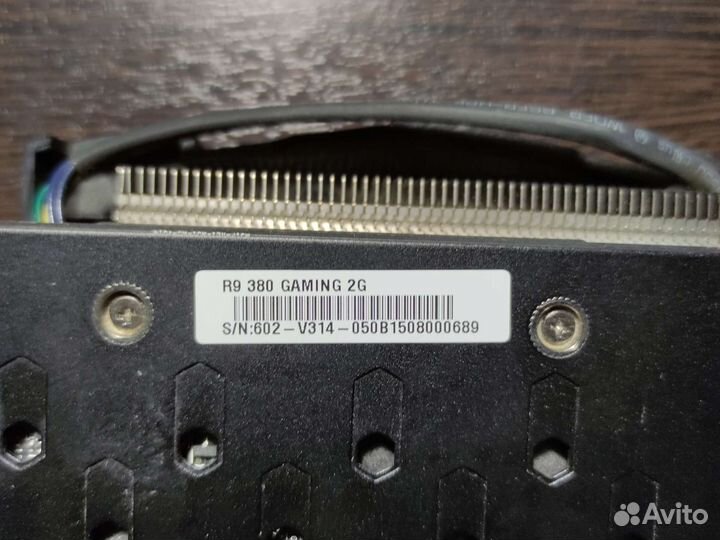 R9 380 GAMING 2G
S/N:602-V314-050B1508000689
Avito